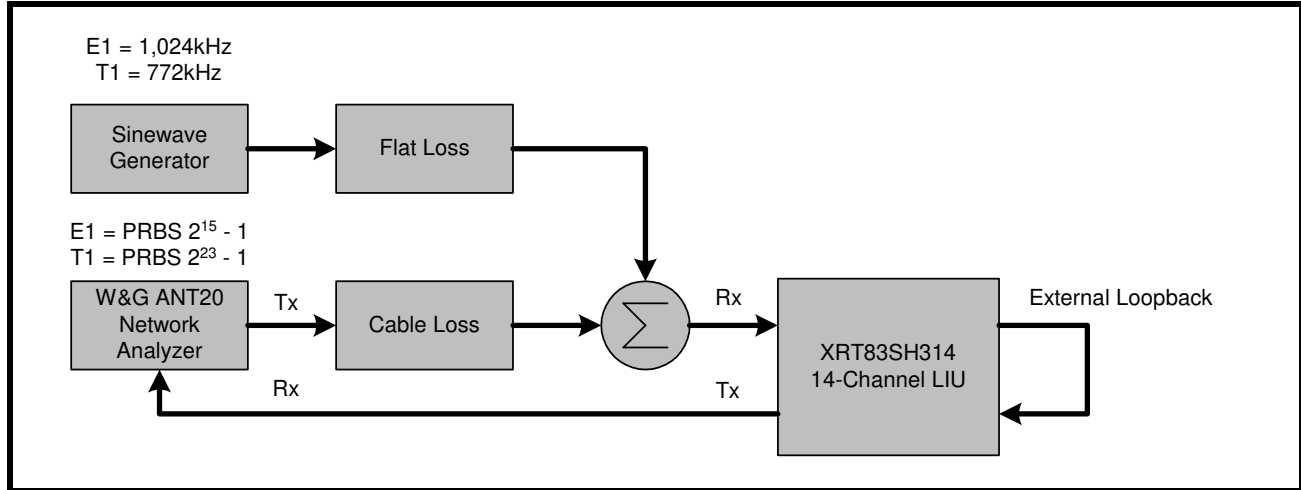 E1 = 1,024kHz
T1 = 772kHz
Sinewave
Generator
Flat Loss
E1 = PRBS 2¹⁵ - 1
T1 = PRBS 2²³ - 1
W&G ANT20
Network
Analyzer
Tx
Cable Loss
Σ
Rx
XRT83SH314
14-Channel LIU
External Loopback
Rx
Tx